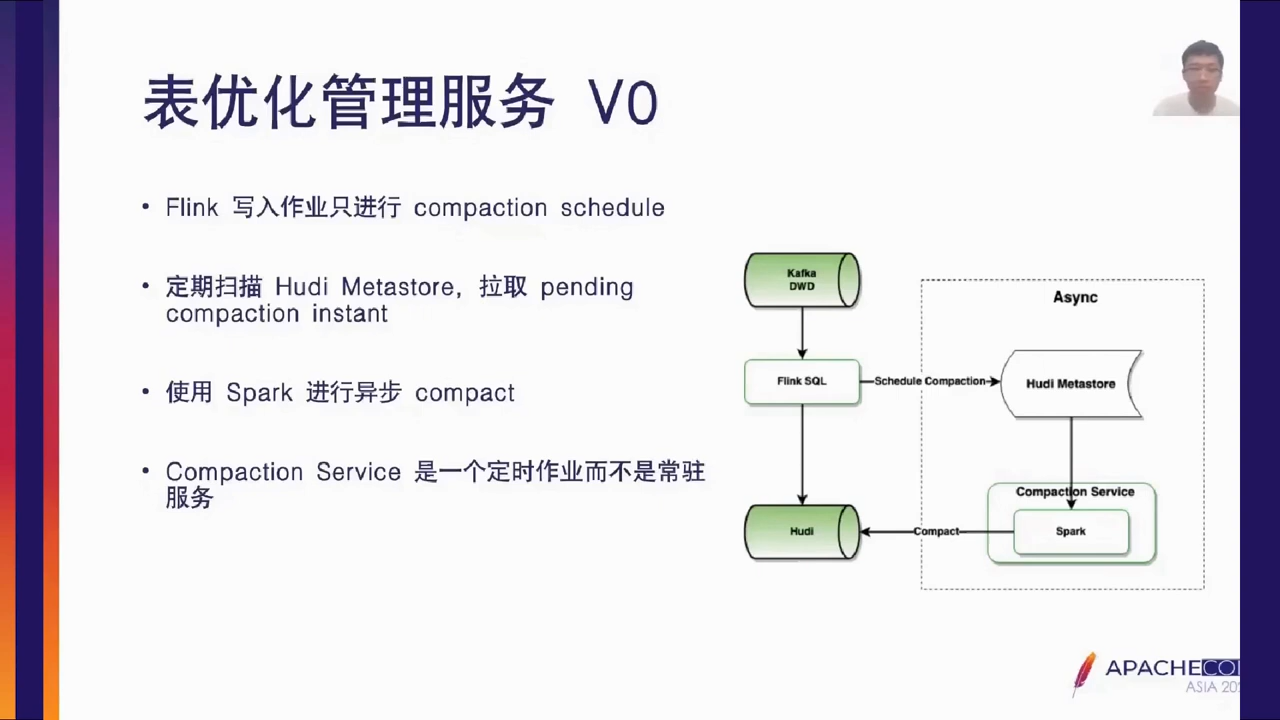 表优化管理服务 V0
• Flink 写入作业只进行 compaction schedule
• 定期扫描 Hudi Metastore，拉取 pending
compaction instant
• 使用 Spark 进行异步 compact
• Compaction Service 是一个定时作业而不是常驻
服务
Kafka
DWD
Async
Flink SQL
Schedule Compaction
Hudi Metastore
Compaction Service
Hudi
Compact
Spark
APACHECO
ASIA 202